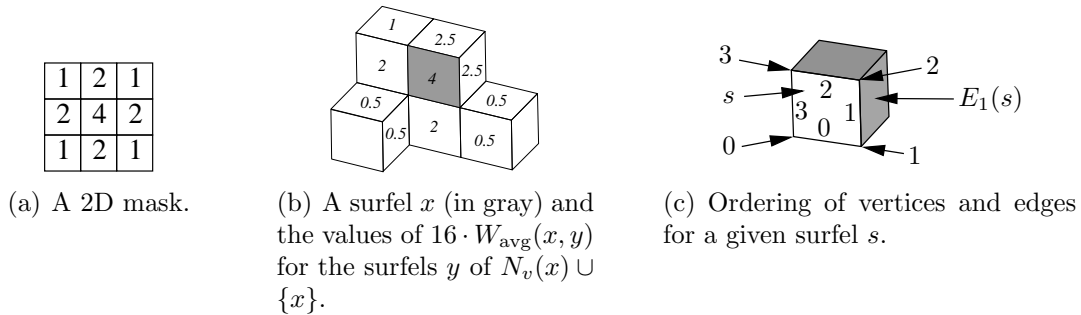 1 2 1
2 4 2
1 2 1
(a) A 2D mask.
1
2.5
2
4
2.5
0.5
0.5
0.5
2
0.5
(b) A surfel x (in gray) and
the values of 16 · W_avg(x, y)
for the surfels y of N_v(x) ∪
{x}.
3
2
s
2
3
1
E_1(s)
0
0
1
(c) Ordering of vertices and edges
for a given surfel s.